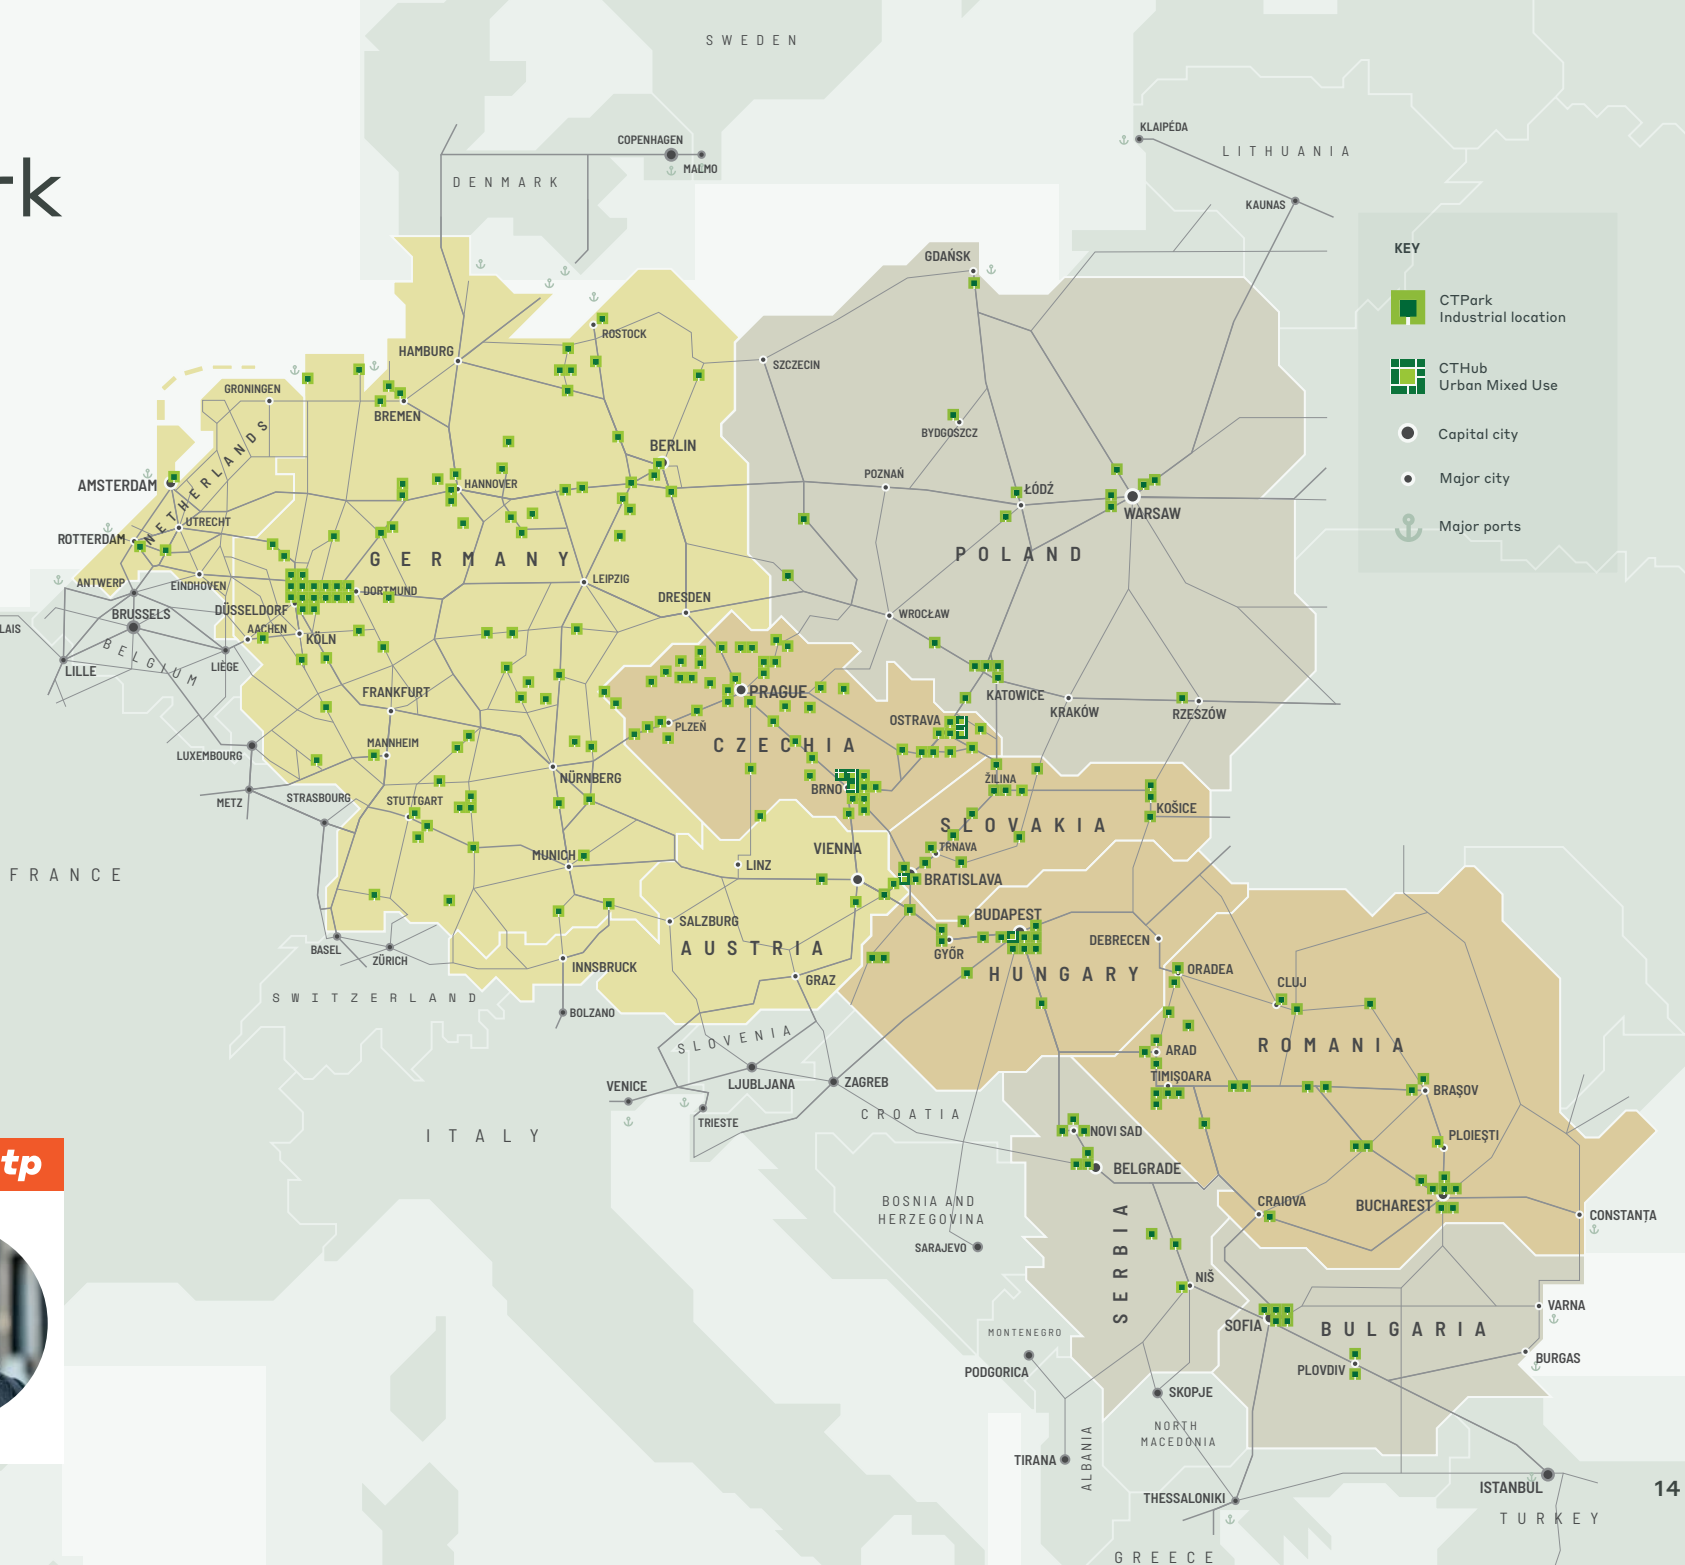 rk
SWEDEN
COPENHAGEN
MALMO
DENMARK
KLAIPĖDA
LITHUANIA
KAUNAS
KEY
CTPark
Industrial location
CTHub
Urban Mixed Use
Capital city
Major city
Major ports
GDAŃSK
ROSTOCK
HAMBURG
SZCZECIN
GRONINGEN
BREMEN
BYDGOSZCZ
BERLIN
NETHERLANDS
AMSTERDAM
HANNOVER
POZNAŃ
ŁÓDŹ
WARSAW
UTRECHT
ROTTERDAM
GERMANY
POLAND
ANTWERP
EINDHOVEN
DORTMUND
LEIPZIG
DRESDEN
WROCŁAW
BRUSSELS
DÜSSELDORF
LAIS
AACHEN
KÖLN
BELGIUM
LILLE
LIÈGE
FRANKFURT
PRAGUE
KATOWICE
KRAKÓW
RZESZÓW
PLZEŇ
OSTRAVA
CZECHIA
LUXEMBOURG
MANNHEIM
NÜRNBERG
ŽILINA
BRNO
METZ
STRASBOURG
STUTTGART
KOŠICE
SLOVAKIA
VIENNA
TRNAVA
MUNICH
LINZ
FRANCE
BRATISLAVA
SALZBURG
BUDAPEST
BASEL
ZÜRICH
AUSTRIA
DEBRECEN
GYÖR
INNSBRUCK
HUNGARY
ORADEA
GRAZ
CLUJ
SWITZERLAND
BOLZANO
SLOVENIA
ROMANIA
ARAD
TIMIŞOARA
VENICE
LJUBLJANA
ZAGREB
BRAŞOV
TRIESTE
CROATIA
ITALY
NOVI SAD
PLOIEŞTI
tp
BELGRADE
BOSNIA AND
HERZEGOVINA
CRAIOVA
BUCHAREST
CONSTANȚA
SARAJEVO
SERBIA
NIŠ
VARNA
SOFIA
BULGARIA
MONTENEGRO
PODGORICA
PLOVDIV
BURGAS
SKOPJE
NORTH
MACEDONIA
TIRANA
ALBANIA
ISTANBUL
14
THESSALONIKI
TURKEY
GREECE